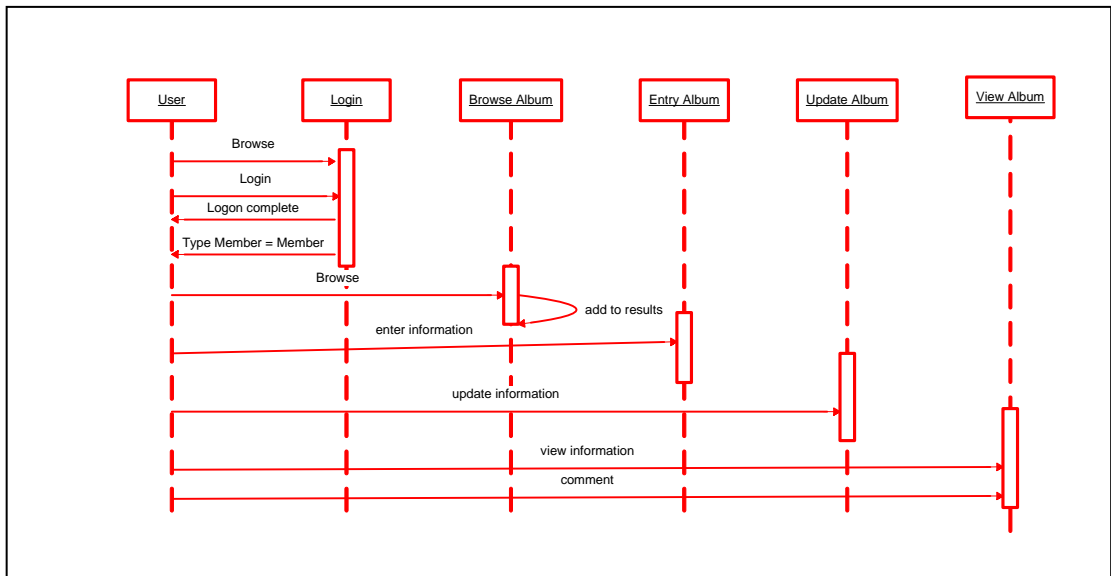 User
Login
Browse Album
Entry Album
Update Album
View Album
Browse
Login
Logon complete
Type Member = Member
Browse
add to results
enter information
update information
view information
comment